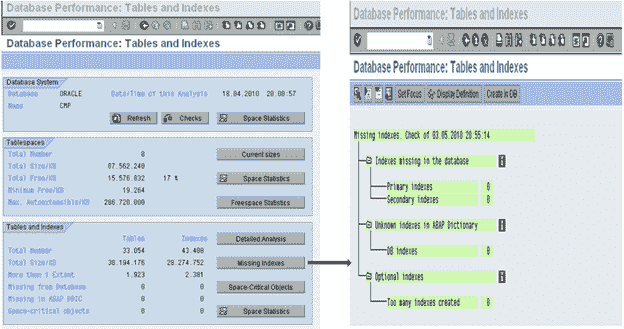 Database Performance: Tables and Indexes
Database Performance: Tables and Indexes
Database System
Database ORACLE Date/Time of this Analysis 18.04.2010 20:00:57
Name CMP
Refresh Checks Space Statistics
Tablespaces
Total Number 8 Current sizes
Total Size/KB 87.562.240
Total Free/KB 15.576.832 17 % Space Statistics
Minimum Free/KB 19.264
Max. Autoextensible/KB 286.720.000 Freespace Statistics
Tables and Indexes
Tables Indexes Detailed Analysis
Total Number 33.054 43.408
Total Size/KB 38.194.176 28.274.752 Missing Indexes
More than 1 Extent 1.923 2.381
Missing from Database 0 0 Space-Critical Objects
Missing in ABAP DDIC 0 0
Space-critical objects 0 0 Space Statistics
Database Performance: Tables and Indexes
Set Focus Display Definition Create in DB
Missing indexes. Check of 03.05.2010 20:55:14
Indexes missing in the database
Primary indexes 0
Secondary indexes 0
Unknown indexes in ABAP Dictionary
DB indexes 0
Optional indexes
Too many indexes created 0